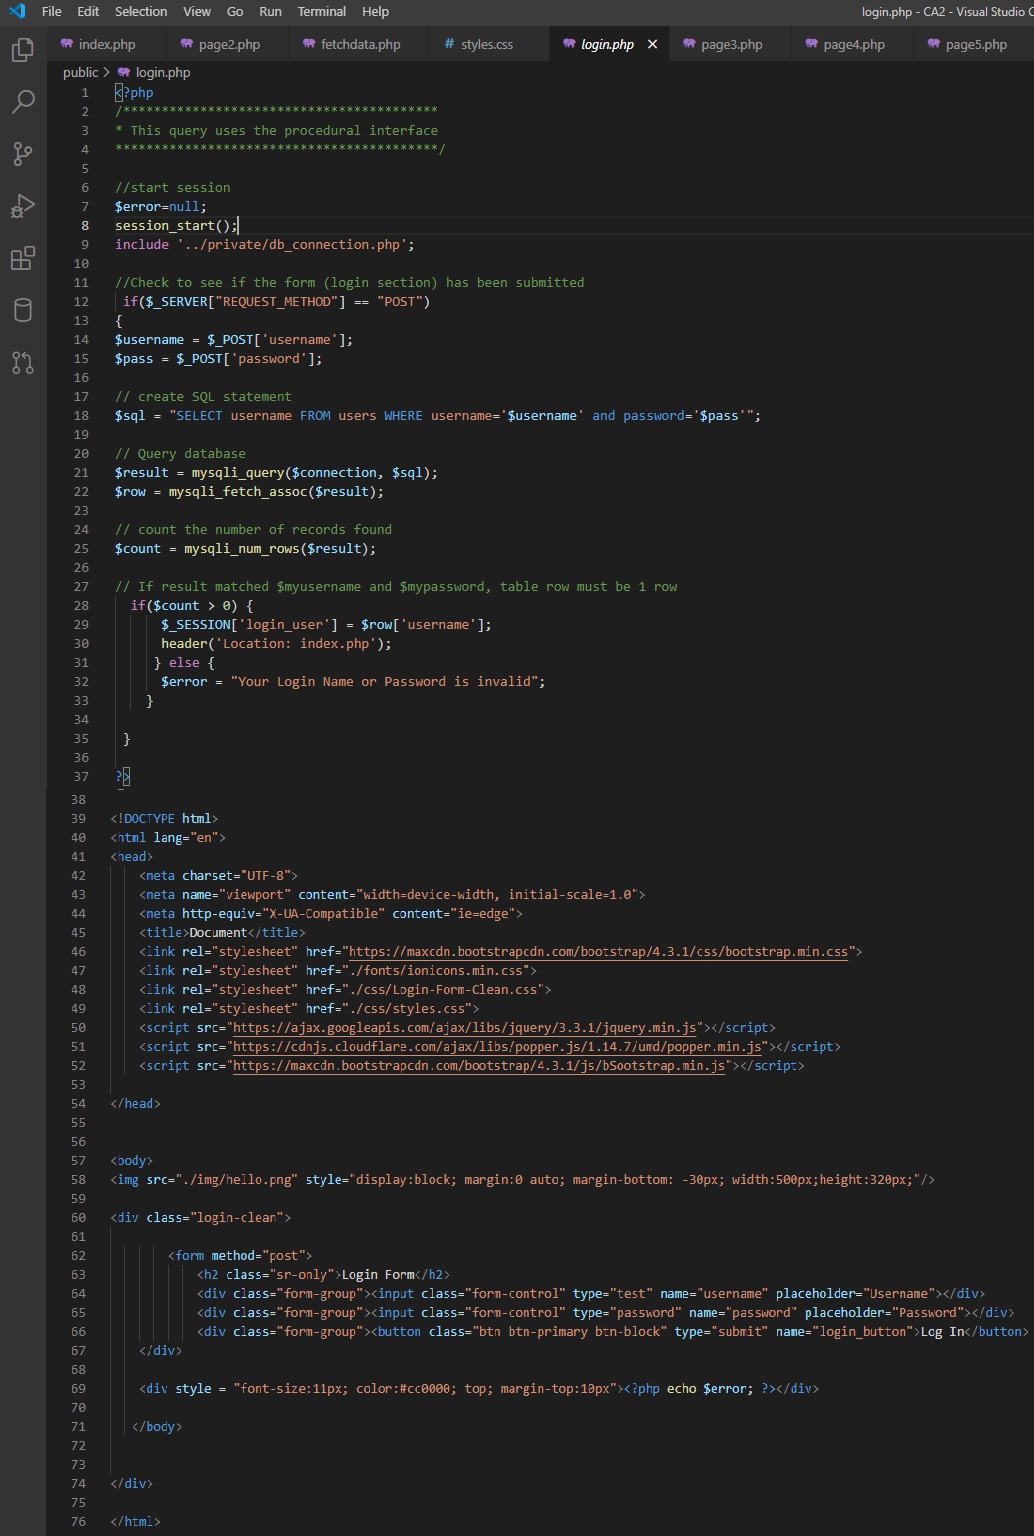 File Edit Selection View Go Run Terminal Help login.php - CA2 - Visual Studio C
index.php page2.php fetchdata.php # styles.css login.php × page3.php page4.php page5.php
public > login.php
1 <?php
2 /*****************************************
3 * This query uses the procedural interface
4 ******************************************/
5
6 //start session
7 $error=null;
8 session_start();
9 include '../private/db_connection.php';
10
11 //Check to see if the form (login section) has been submitted
12 if($_SERVER["REQUEST_METHOD"] == "POST")
13 {
14 $username = $_POST['username'];
15 $pass = $_POST['password'];
16
17 // create SQL statement
18 $sql = "SELECT username FROM users WHERE username='$username' and password='$pass'";
19
20 // Query database
21 $result = mysqli_query($connection, $sql);
22 $row = mysqli_fetch_assoc($result);
23
24 // count the number of records found
25 $count = mysqli_num_rows($result);
26
27 // If result matched $myusername and $mypassword, table row must be 1 row
28 if($count > 0) {
29 $_SESSION['login_user'] = $row['username'];
30 header('Location: index.php');
31 } else {
32 $error = "Your Login Name or Password is invalid";
33 }
34
35 }
36
37 ?>
38
39 <!DOCTYPE html>
40 <html lang="en">
41 <head>
42 <meta charset="UTF-8">
43 <meta name="viewport" content="width=device-width, initial-scale=1.0">
44 <meta http-equiv="X-UA-Compatible" content="ie=edge">
45 <title>Document</title>
46 <link rel="stylesheet" href="https://maxcdn.bootstrapcdn.com/bootstrap/4.3.1/css/bootstrap.min.css">
47 <link rel="stylesheet" href="./fonts/ionicons.min.css">
48 <link rel="stylesheet" href="./css/Login-Form-Clean.css">
49 <link rel="stylesheet" href="./css/styles.css">
50 <script src="https://ajax.googleapis.com/ajax/libs/jquery/3.3.1/jquery.min.js"></script>
51 <script src="https://cdnjs.cloudflare.com/ajax/libs/popper.js/1.14.7/umd/popper.min.js"></script>
52 <script src="https://maxcdn.bootstrapcdn.com/bootstrap/4.3.1/js/bSootstrap.min.js"></script>
53
54 </head>
55
56
57 <body>
58 <img src="./img/hello.png" style="display:block; margin:0 auto; margin-bottom: -30px; width:500px;height:320px;"/>
59
60 <div class="login-clean">
61
62 <form method="post">
63 <h2 class="sr-only">Login Form</h2>
64 <div class="form-group"><input class="form-control" type="test" name="username" placeholder="Username"></div>
65 <div class="form-group"><input class="form-control" type="password" name="password" placeholder="Password"></div>
66 <div class="form-group"><button class="btn btn-primary btn-block" type="submit" name="login_button">Log In</button>
67 </div>
68
69 <div style = "font-size:11px; color:#cc0000; top; margin-top:10px"><?php echo $error; ?></div>
70
71 </body>
72
73
74 </div>
75
76 </html>